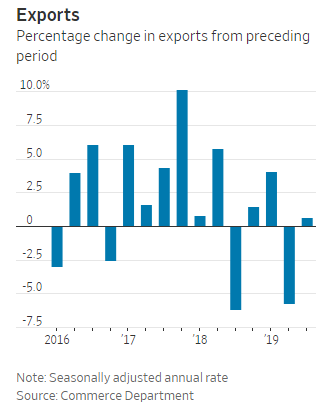 Exports
Percentage change in exports from preceding
period
10.0%
7.5
5.0
2.5
0
-2.5
-5.0
-7.5
2016 '17 '18 '19
Note: Seasonally adjusted annual rate
Source: Commerce Department